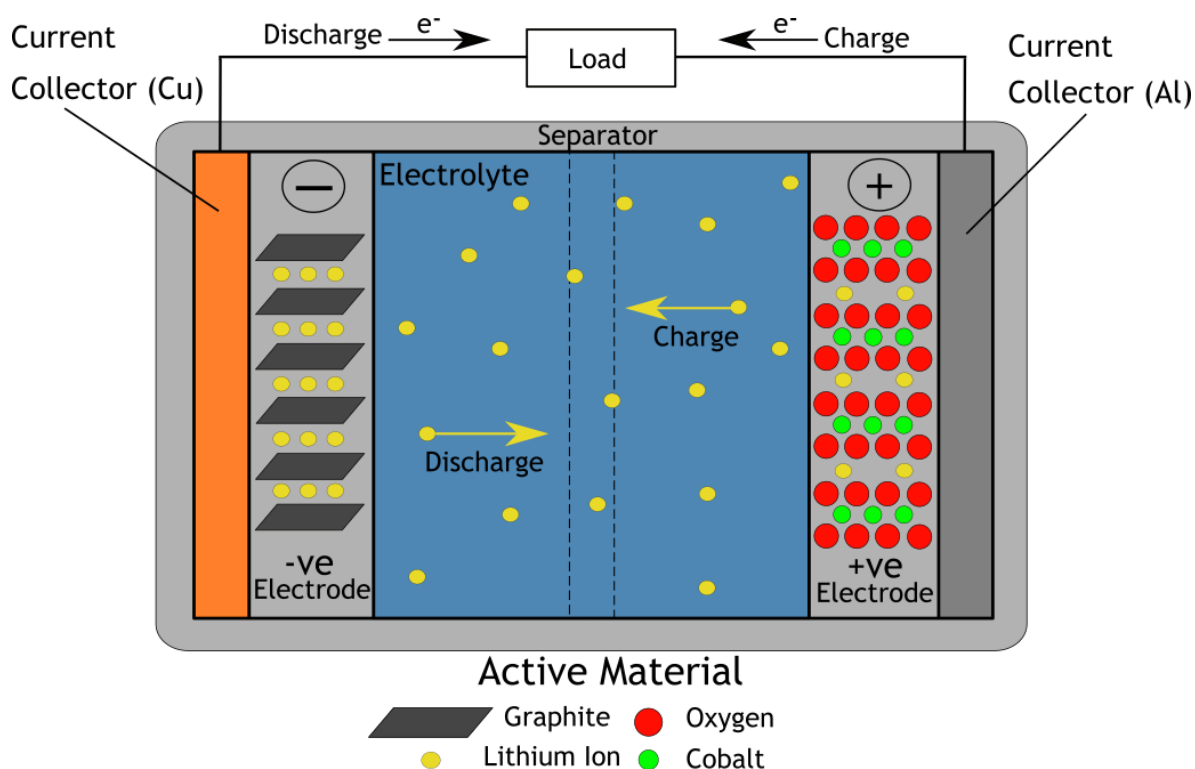 Discharge e-
e- Charge
Load
Current
Collector (Cu)
Current
Collector (Al)
Separator
Electrolyte
−
+
Charge
Discharge
-ve
Electrode
+ve
Electrode
Active Material
Graphite
Oxygen
Lithium Ion
Cobalt